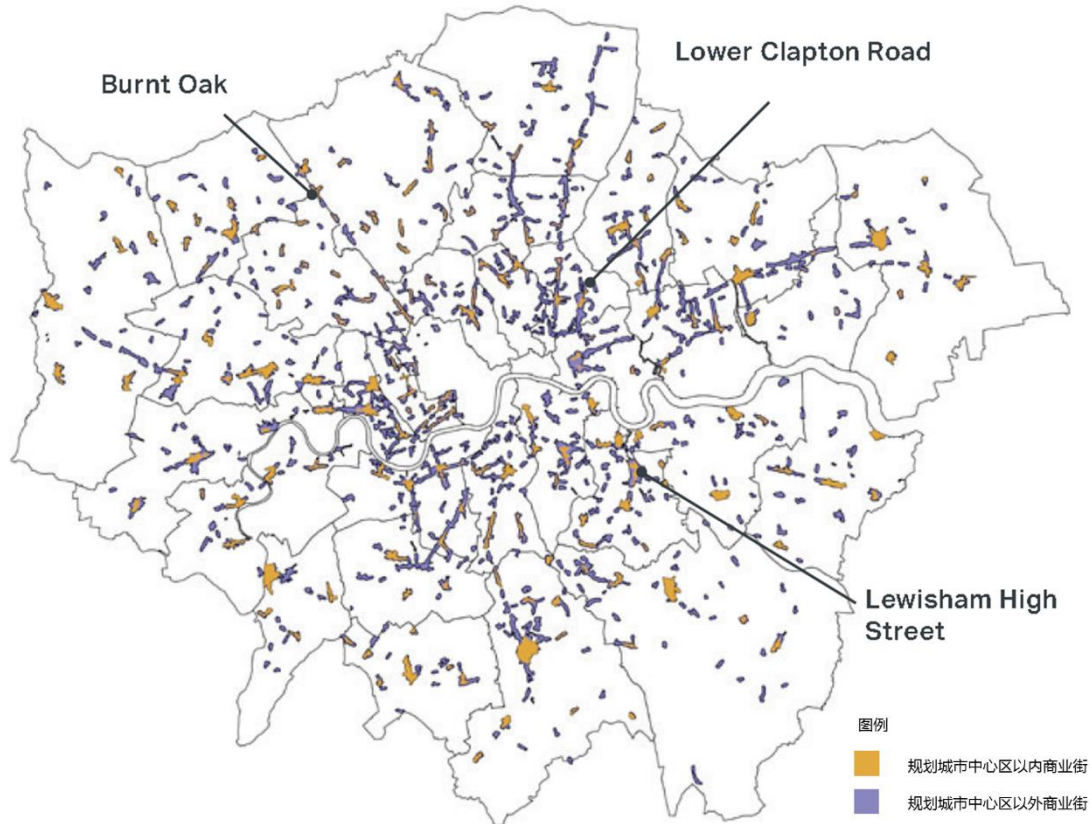 Lower Clapton Road
Burnt Oak
Lewisham High
Street
图例
规划城市中心区以内商业街
规划城市中心区以外商业街